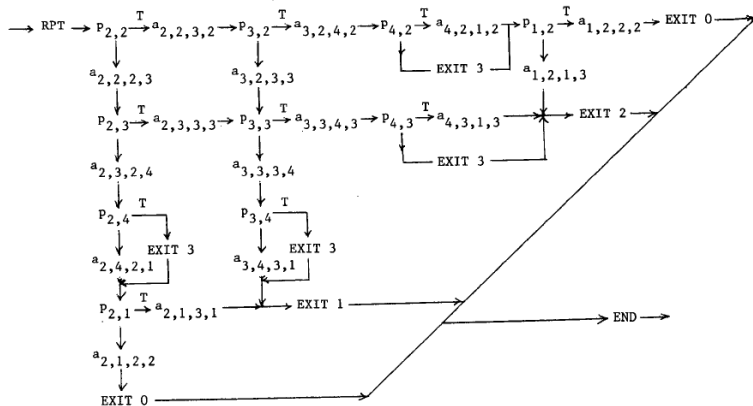 RPT p2,2 T a2,2,3,2 p3,2 T a3,2,4,2 p4,2 T a4,2,1,2 p1,2 T a1,2,2,2 EXIT 0
EXIT 3
a2,2,2,3 a3,2,3,3 a1,2,1,3
p2,3 T a2,3,3,3 p3,3 T a3,3,4,3 p4,3 T a4,3,1,3 EXIT 2
EXIT 3
a2,3,2,4 a3,3,3,4
p2,4 T p3,4 T
EXIT 3 EXIT 3
a2,4,2,1 a3,4,3,1
p2,1 T a2,1,3,1 EXIT 1
END
a2,1,2,2
EXIT 0